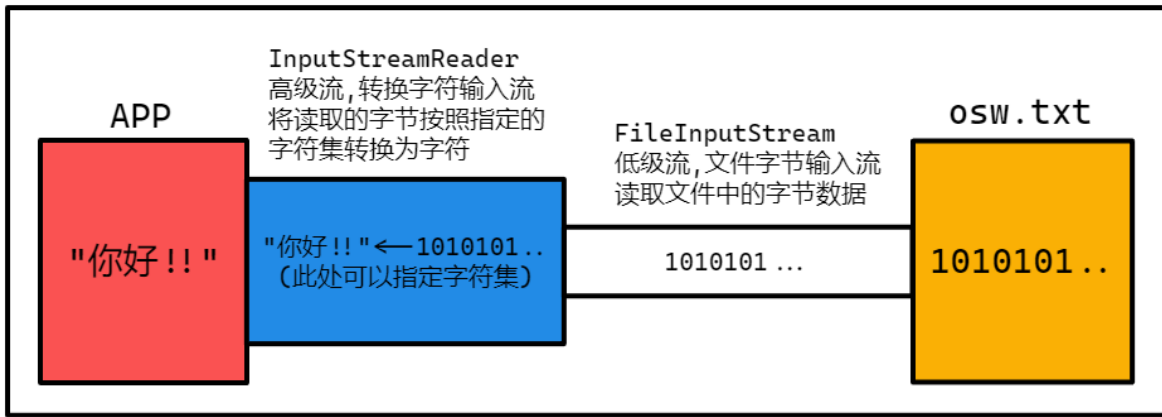 APP
"你好!!"
InputStreamReader
高级流,转换字符输入流
将读取的字节按照指定的
字符集转换为字符
"你好!!"<--1010101..
(此处可以指定字符集)
FileInputStream
低级流,文件字节输入流
读取文件中的字节数据
1010101...
osw.txt
1010101..